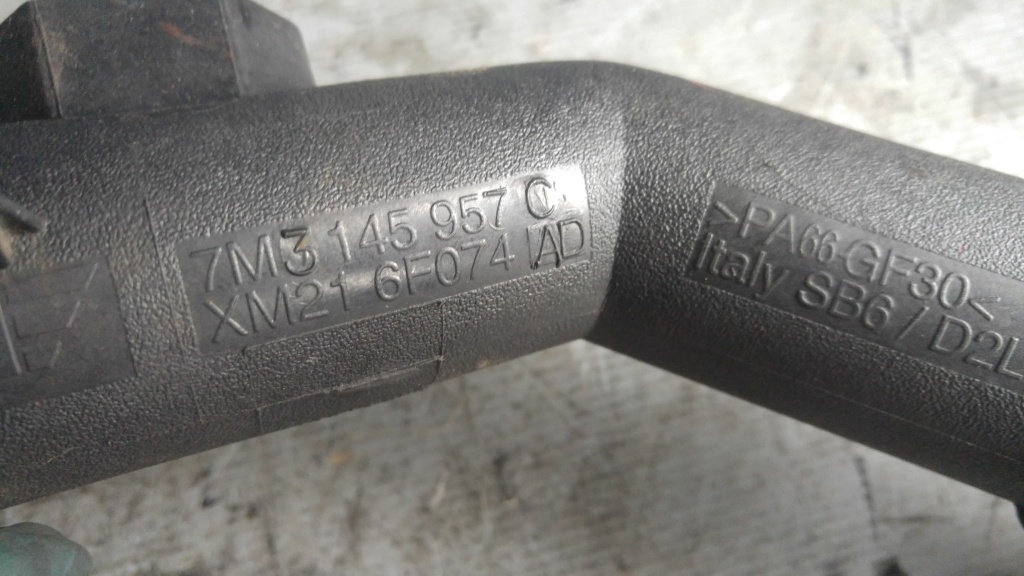 7M3 145 957 C
XM21 6F074 AD
>PA66-GF30<
Italy SB6 / D2L